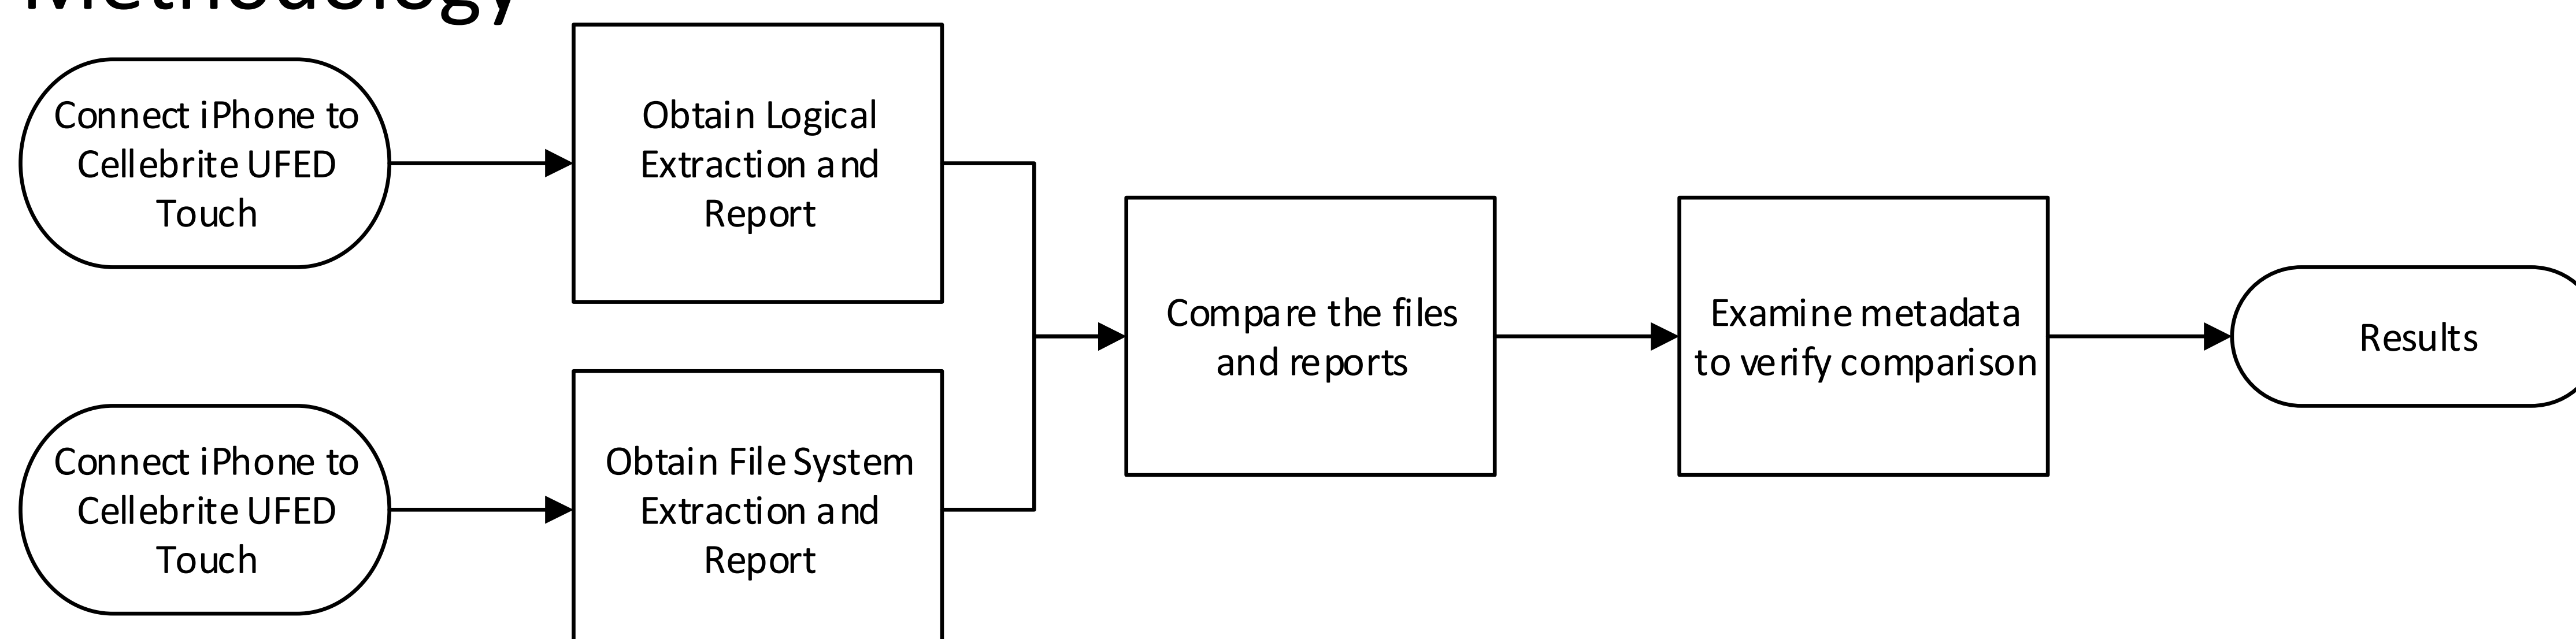 Methodology
Connect iPhone to
Cellebrite UFED
Touch
Obtain Logical
Extraction and
Report
Connect iPhone to
Cellebrite UFED
Touch
Obtain File System
Extraction and
Report
Compare the files
and reports
Examine metadata
to verify comparison
Results